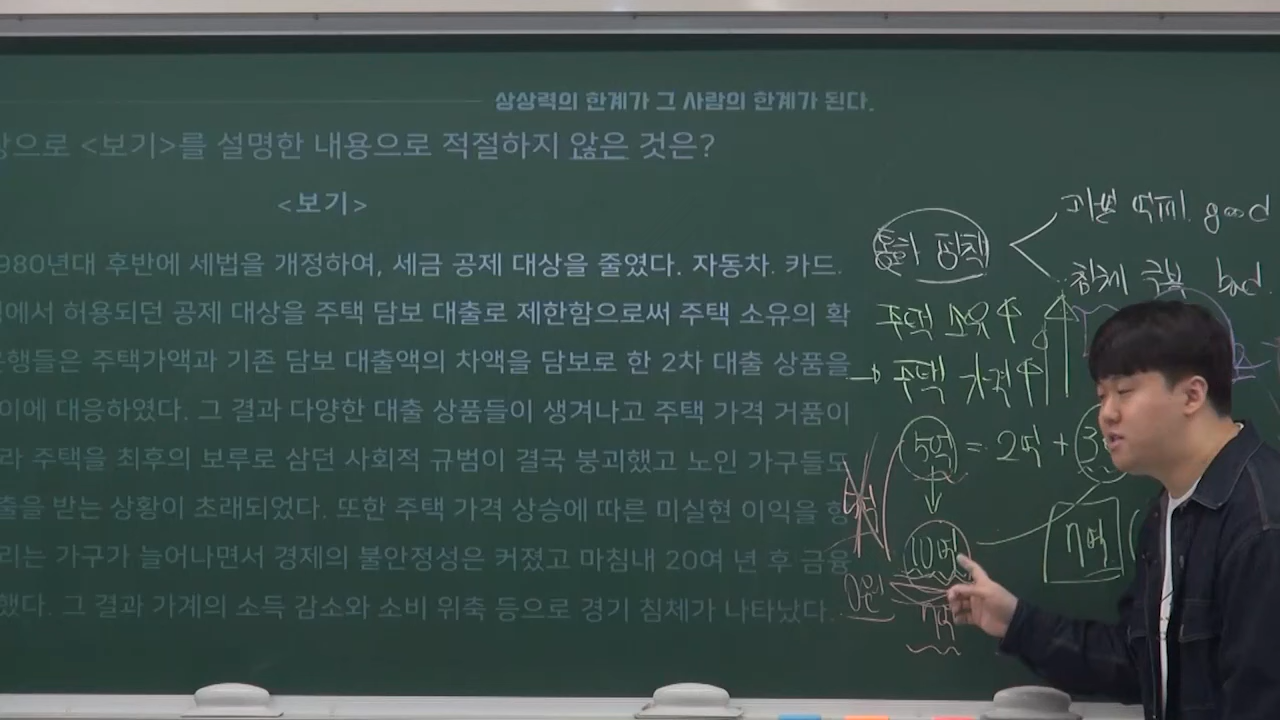 상상력의 한계가 그 사람의 한계가 된다.
으로 <보기>를 설명한 내용으로 적절하지 않은 것은?
<보기>
980년대 후반에 세법을 개정하여, 세금 공제 대상을 줄였다. 자동차. 카드.
에서 허용되던 공제 대상을 주택 담보 대출로 제한함으로써 주택 소유의 확
은행들은 주택가액과 기존 담보 대출액의 차액을 담보로 한 2차 대출 상품을
이에 대응하였다. 그 결과 다양한 대출 상품들이 생겨나고 주택 가격 거품이
라 주택을 최후의 보루로 삼던 사회적 규범이 결국 붕괴했고 노인 가구들도
출을 받는 상황이 초래되었다. 또한 주택 가격 상승에 따른 미실현 이익을 향
리는 가구가 늘어나면서 경제의 불안정성은 커졌고 마침내 20여 년 후 금융
했다. 그 결과 가계의 소득 감소와 소비 위축 등으로 경기 침체가 나타났다.
통화 정책
과열 억제 good
침체 극복 bad
주택 소유↑
→ 주택 가격↑
5억 = 2억 + 3
10억
7억
0원
7억